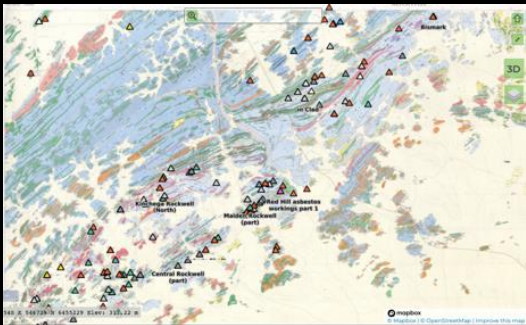 Bismark
3D
Cleo
Kinchega Rockwell
(North)
Red Hill asbestos
workings part 1
Maiden Rockwell
(part)
Central Rockwell
(part)
mapbox
© Mapbox | © OpenStreetMap | Improve this map